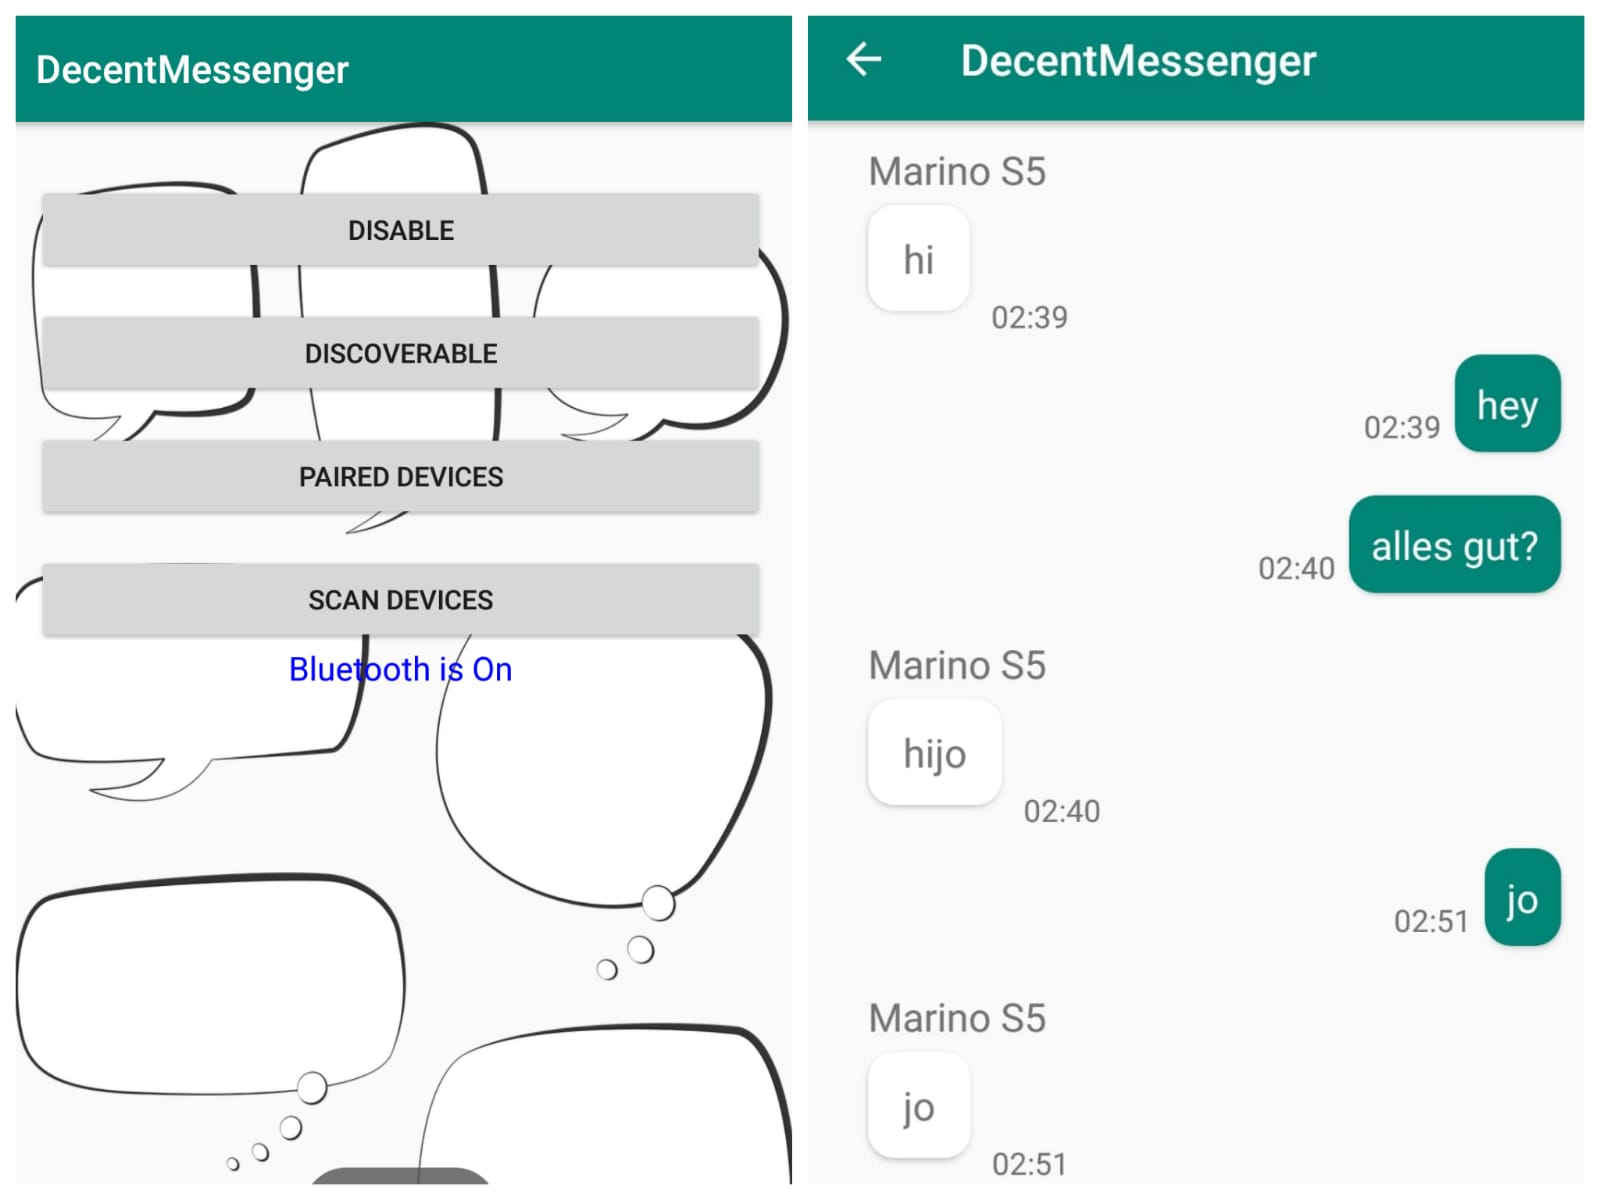 DecentMessenger
DISABLE
DISCOVERABLE
PAIRED DEVICES
SCAN DEVICES
Bluetooth is On
DecentMessenger
Marino S5
hi
02:39
hey
02:39
alles gut?
02:40
Marino S5
hijo
02:40
jo
02:51
Marino S5
jo
02:51